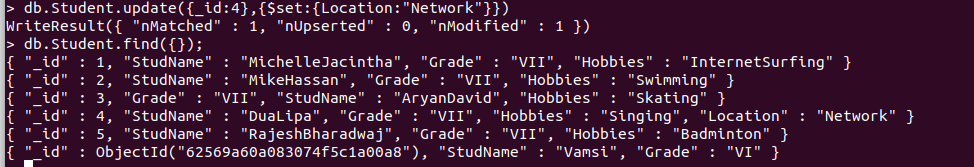 > db.Student.update({_id:4},{$set:{Location:"Network"}})
WriteResult({ "nMatched" : 1, "nUpserted" : 0, "nModified" : 1 })
> db.Student.find({});
{ "_id" : 1, "StudName" : "MichelleJacintha", "Grade" : "VII", "Hobbies" : "InternetSurfing" }
{ "_id" : 2, "StudName" : "MikeHassan", "Grade" : "VII", "Hobbies" : "Swimming" }
{ "_id" : 3, "Grade" : "VII", "StudName" : "AryanDavid", "Hobbies" : "Skating" }
{ "_id" : 4, "StudName" : "DuaLipa", "Grade" : "VII", "Hobbies" : "Singing", "Location" : "Network" }
{ "_id" : 5, "StudName" : "RajeshBharadwaj", "Grade" : "VII", "Hobbies" : "Badminton" }
{ "_id" : ObjectId("62569a60a083074f5c1a00a8"), "StudName" : "Vamsi", "Grade" : "VI" }